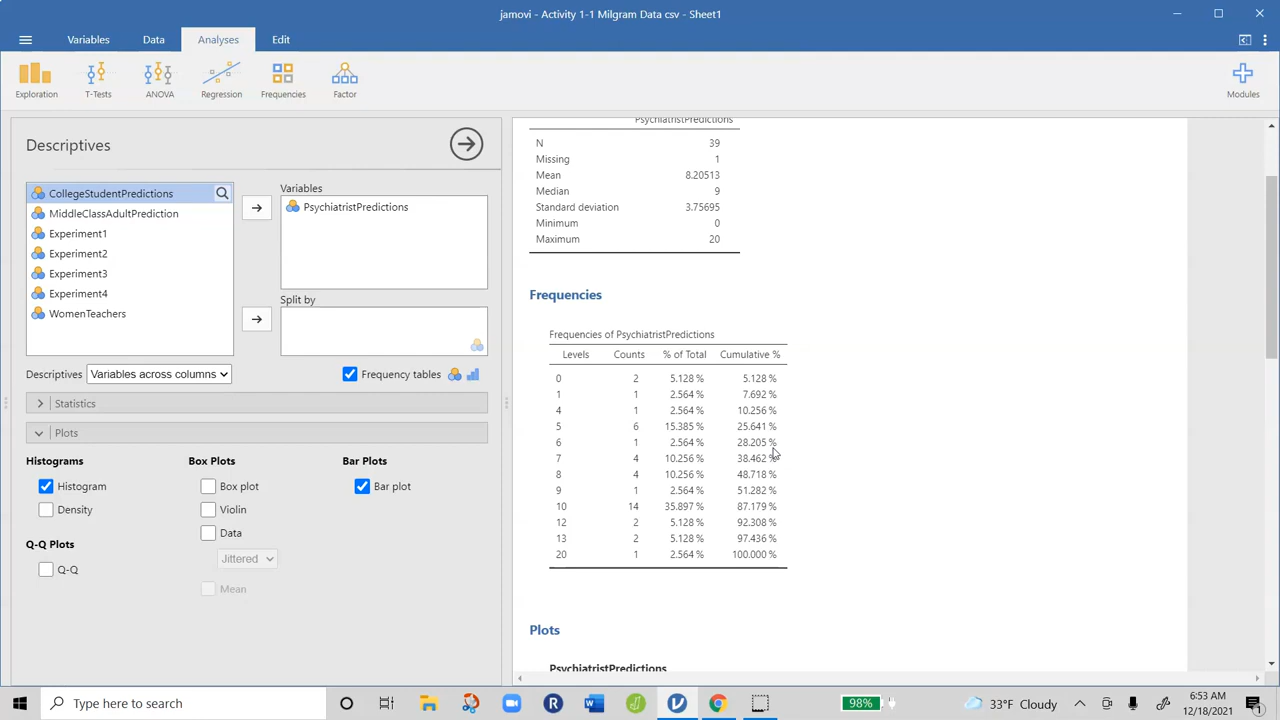 jamovi - Activity 1-1 Milgram Data csv - Sheet1
Variables Data Analyses Edit
Exploration T-Tests ANOVA Regression Frequencies Factor Modules
Descriptives
CollegeStudentPredictions
MiddleClassAdultPrediction
Experiment1
Experiment2
Experiment3
Experiment4
WomenTeachers
Variables
PsychiatristPredictions
Split by
Descriptives Variables across columns Frequency tables
Statistics
Plots
Histograms Box Plots Bar Plots
Histogram Box plot Bar plot
Density Violin
Data
Q-Q Plots
Jittered
Q-Q
Mean
PsychiatristPredictions
N 39
Missing 1
Mean 8.20513
Median 9
Standard deviation 3.75695
Minimum 0
Maximum 20
Frequencies
Frequencies of PsychiatristPredictions
Levels Counts % of Total Cumulative %
0 2 5.128 % 5.128 %
1 1 2.564 % 7.692 %
4 1 2.564 % 10.256 %
5 6 15.385 % 25.641 %
6 1 2.564 % 28.205 %
7 4 10.256 % 38.462 %
8 4 10.256 % 48.718 %
9 1 2.564 % 51.282 %
10 14 35.897 % 87.179 %
12 2 5.128 % 92.308 %
13 2 5.128 % 97.436 %
20 1 2.564 % 100.000 %
Plots
PsychiatristPredictions
Type here to search
98%
33°F Cloudy
6:53 AM
12/18/2021
1